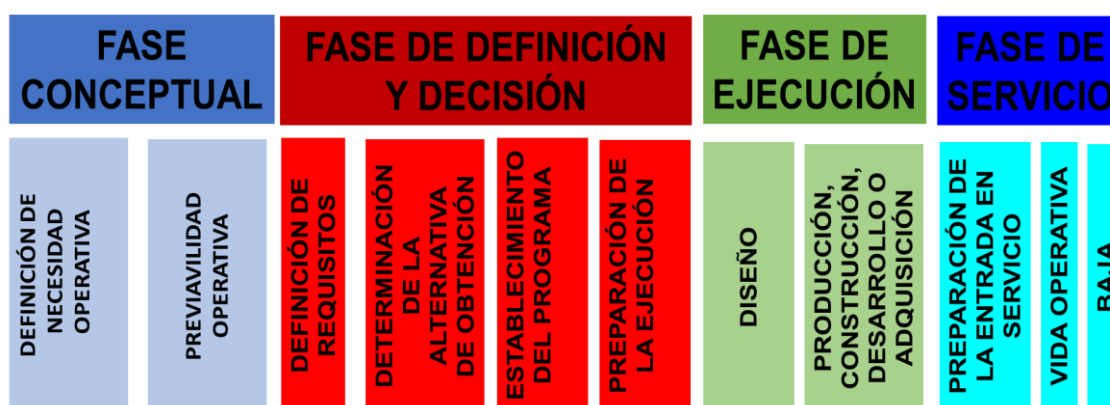 FASE
CONCEPTUAL
FASE DE DEFINICIÓN
Y DECISIÓN
FASE DE
EJECUCIÓN
FASE DE
SERVICIO
DEFINICIÓN DE
NECESIDAD
OPERATIVA
PREVIAVILIDAD
OPERATIVA
DEFINICIÓN DE
REQUISITOS
DETERMINACIÓN
DE LA
ALTERNATIVA
DE OBTENCIÓN
ESTABLECIMIENTO
DEL PROGRAMA
PREPARACIÓN DE
LA EJECUCIÓN
DISEÑO
PRODUCCIÓN,
CONSTRUCCIÓN,
DESARROLLO O
ADQUISICIÓN
PREPARACIÓN DE
LA ENTRADA EN
SERVICIO
VIDA OPERATIVA
BAJA